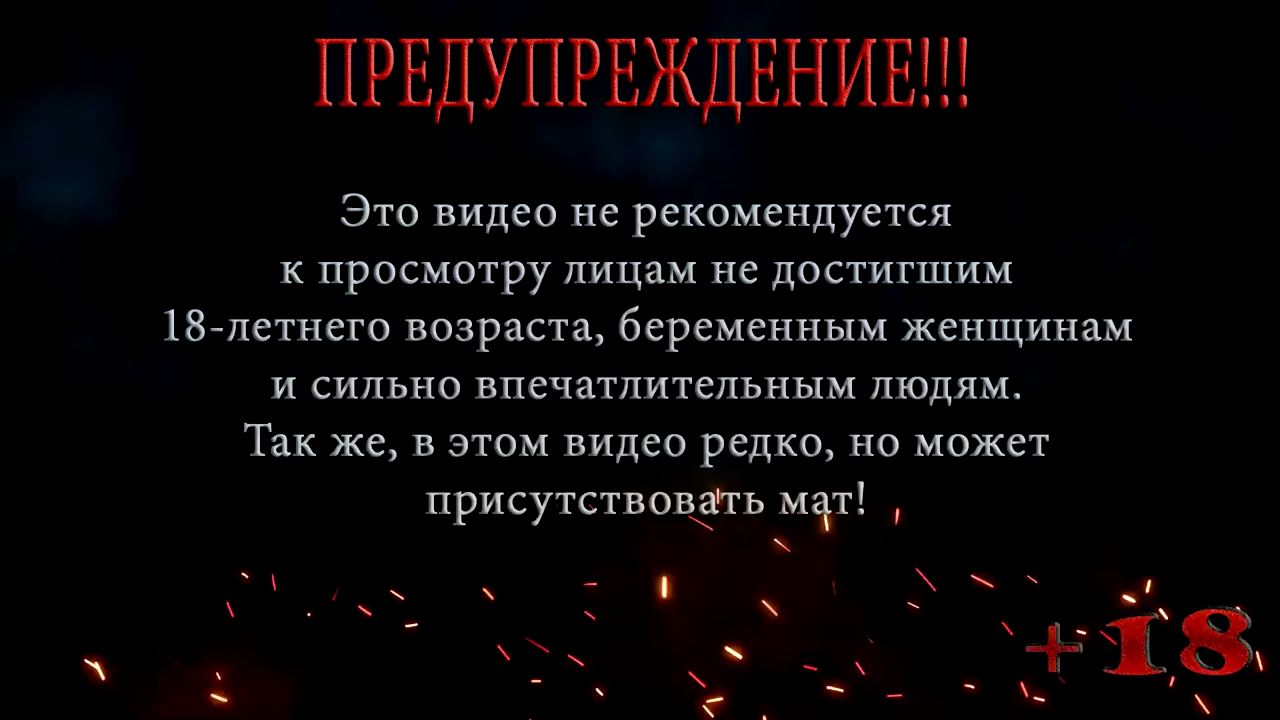 ПРЕДУПРЕЖДЕНИЕ!!!
Это видео не рекомендуется
к просмотру лицам не достигшим
18-летнего возраста, беременным женщинам
и сильно впечатлительным людям.
Так же, в этом видео редко, но может
присутствовать мат!
+18